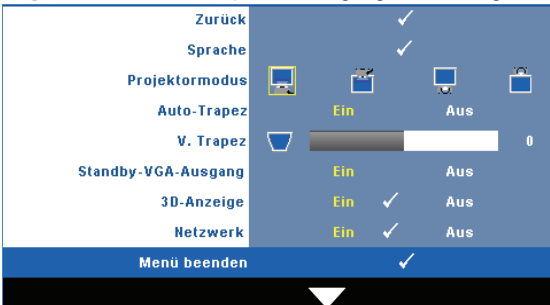 Zurück
Sprache
Projektormodus
Auto-Trapez Ein Aus
V. Trapez 0
Standby-VGA-Ausgang Ein Aus
3D-Anzeige Ein Aus
Netzwerk Ein Aus
Menü beenden